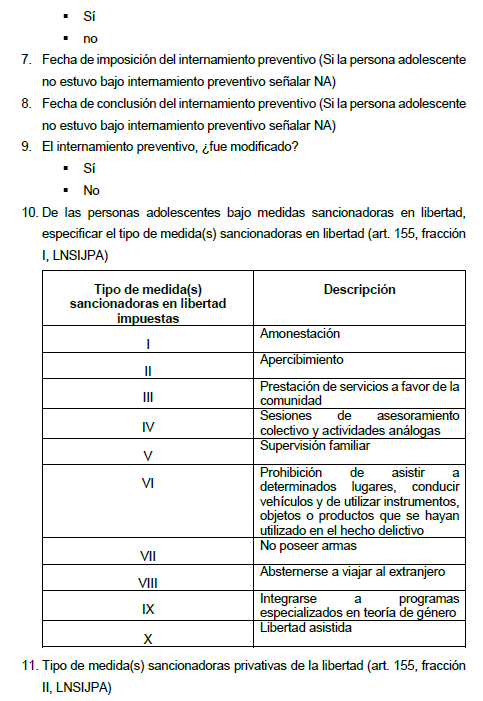 ▪ Sí
▪ no
7. Fecha de imposición del internamiento preventivo (Si la persona adolescente
no estuvo bajo internamiento preventivo señalar NA)
8. Fecha de conclusión del internamiento preventivo (Si la persona adolescente
no estuvo bajo internamiento preventivo señalar NA)
9. El internamiento preventivo, ¿fue modificado?
▪ Sí
▪ No
10. De las personas adolescentes bajo medidas sancionadoras en libertad,
especificar el tipo de medida(s) sancionadoras en libertad (art. 155, fracción
I, LNSIJPA)
Tipo de medida(s)
sancionadoras en libertad
impuestas
Descripción
I
Amonestación
II
Apercibimiento
III
Prestación de servicios a favor de la
comunidad
IV
Sesiones de asesoramiento
colectivo y actividades análogas
V
Supervisión familiar
VI
Prohibición de asistir a
determinados lugares, conducir
vehículos y de utilizar instrumentos,
objetos o productos que se hayan
utilizado en el hecho delictivo
VII
No poseer armas
VIII
Absternerse a viajar al extranjero
IX
Integrarse a programas
especializados en teoría de género
X
Libertad asistida
11. Tipo de medida(s) sancionadoras privativas de la libertad (art. 155, fracción
II, LNSIJPA)